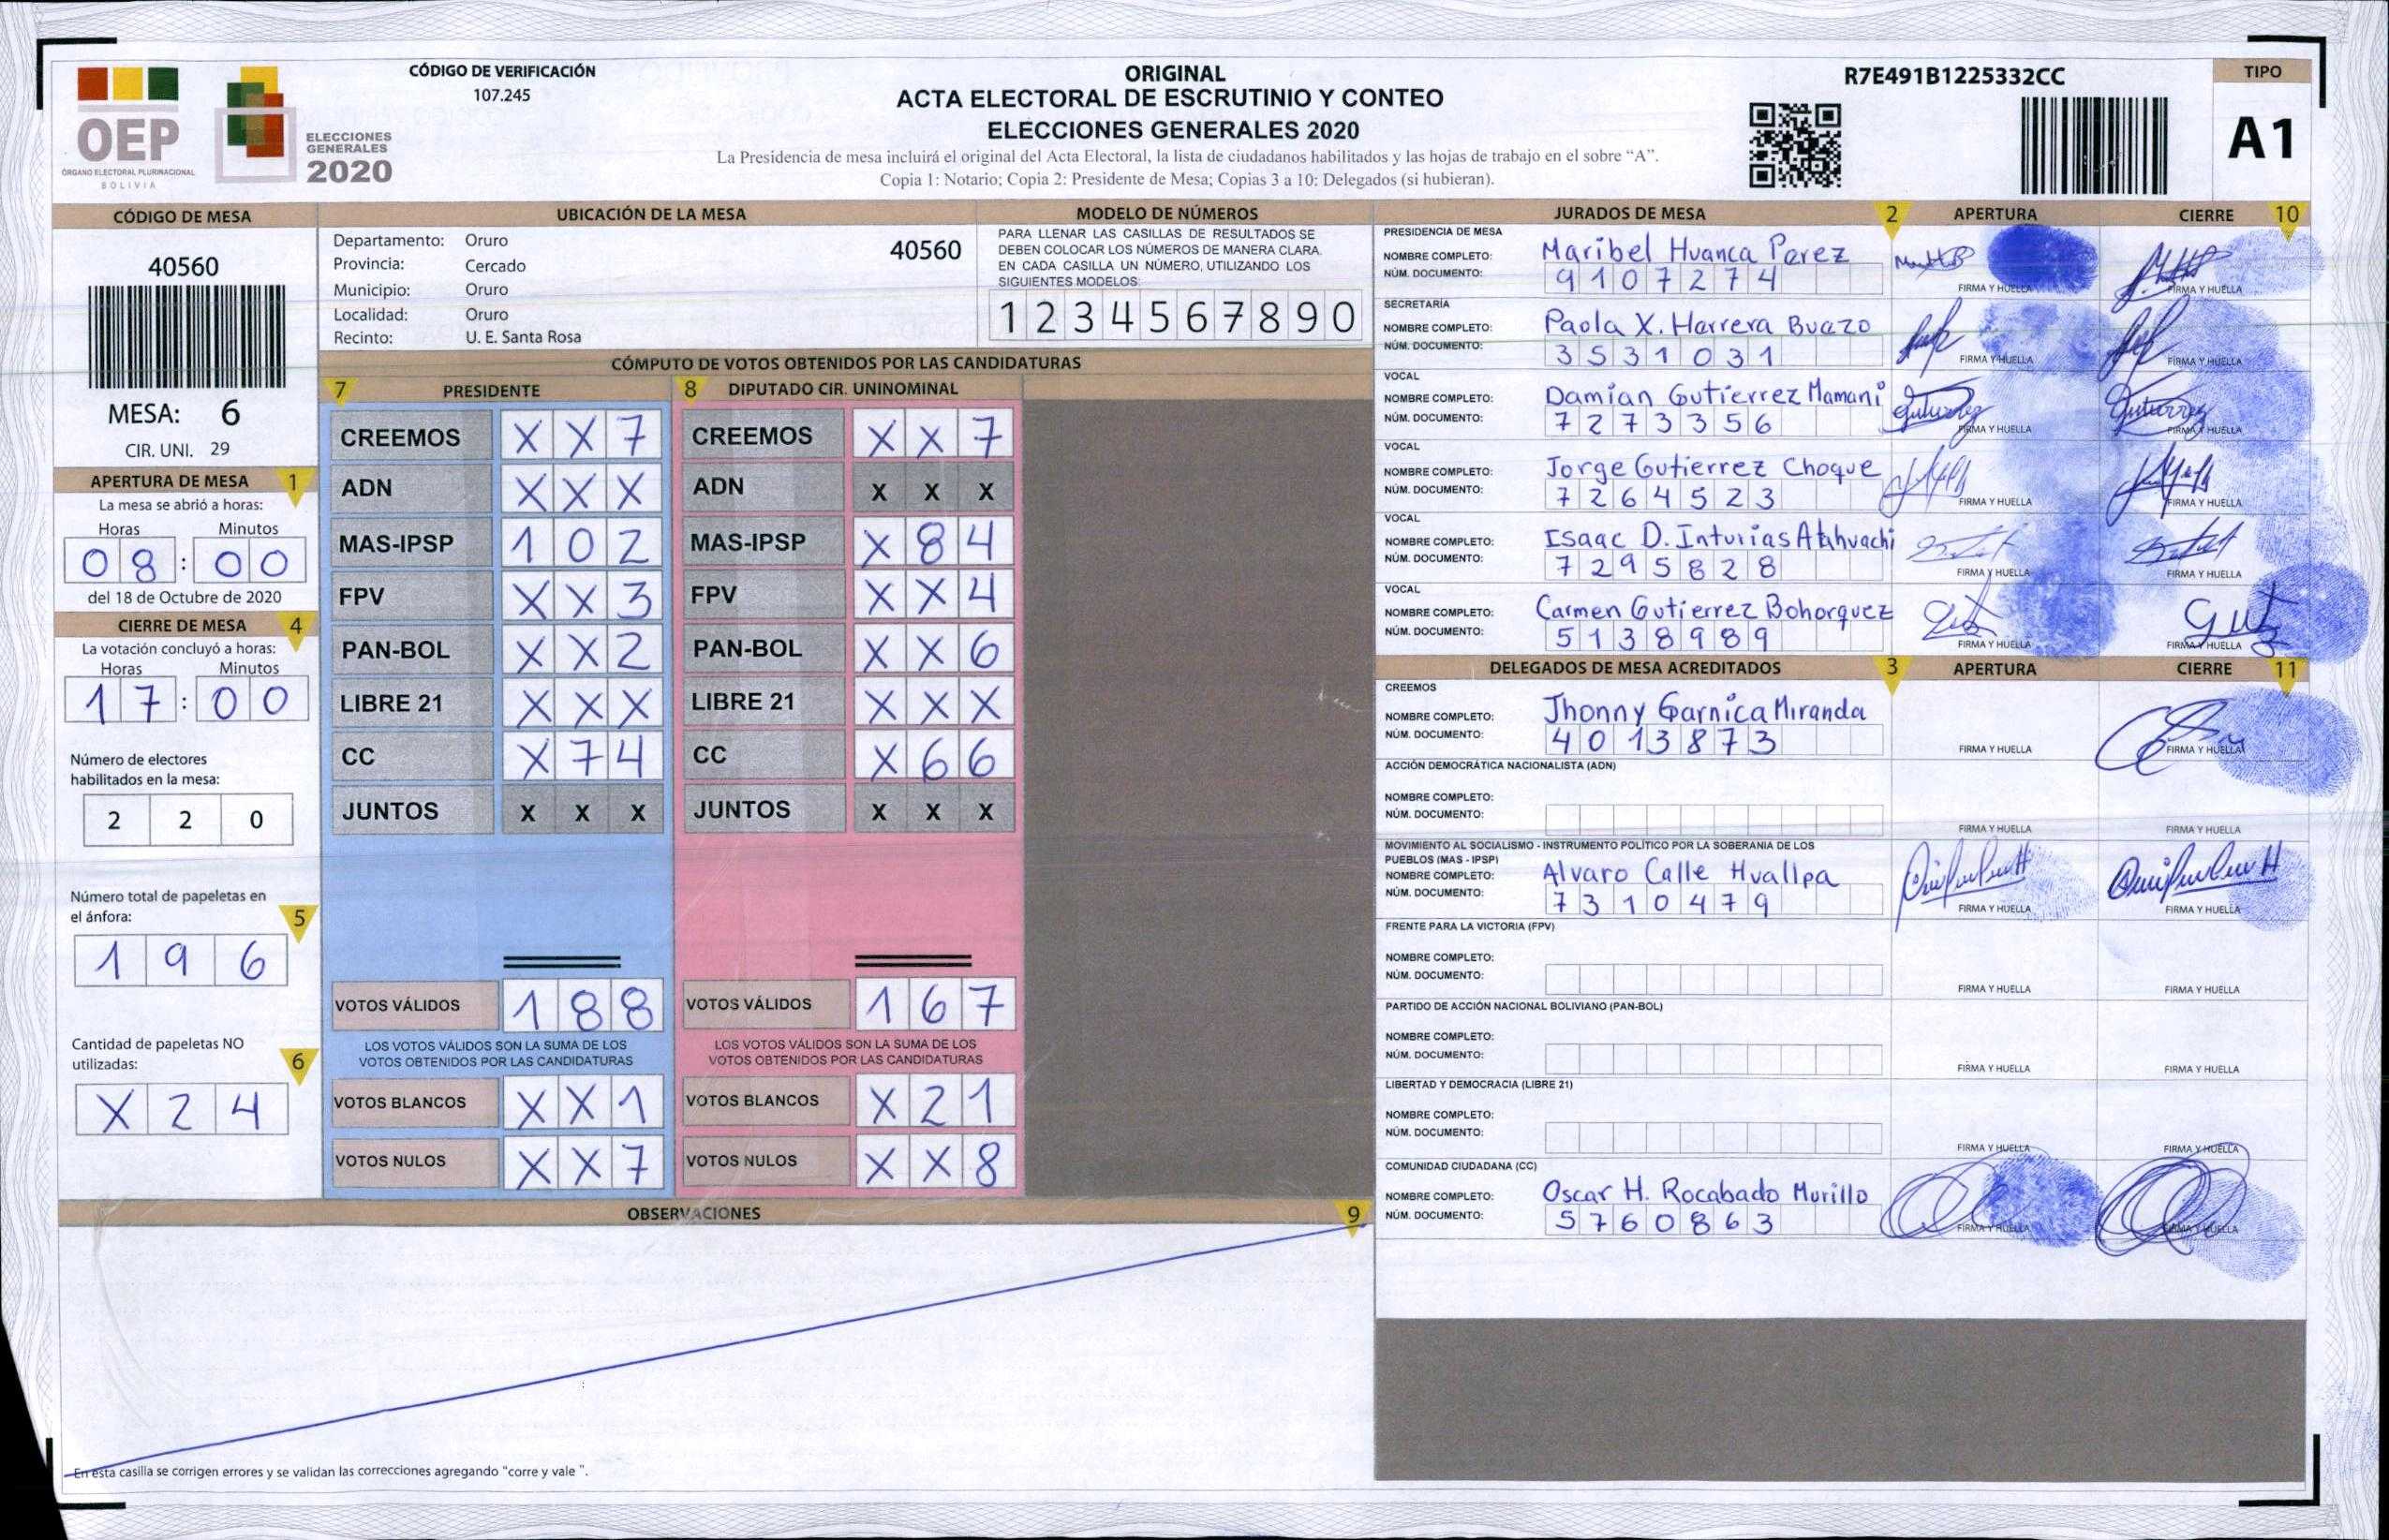 OEP
ÓRGANO ELECTORAL PLURINACIONAL
BOLIVIA
ELECCIONES
GENERALES
2020
CÓDIGO DE VERIFICACIÓN
107.245
ORIGINAL
ACTA ELECTORAL DE ESCRUTINIO Y CONTEO
ELECCIONES GENERALES 2020
La Presidencia de mesa incluirá el original del Acta Electoral, la lista de ciudadanos habilitados y las hojas de trabajo en el sobre “A”.
Copia 1: Notario; Copia 2: Presidente de Mesa; Copias 3 a 10: Delegados (si hubieran).
R7E491B1225332CC
TIPO
A1
CÓDIGO DE MESA
40560
MESA: 6
CIR. UNI. 29
APERTURA DE MESA 1
La mesa se abrió a horas:
Horas Minutos
08:00
del 18 de Octubre de 2020
CIERRE DE MESA 4
La votación concluyó a horas:
Horas Minutos
17:00
Número de electores
habilitados en la mesa:
2 2 0
Número total de papeletas en
el ánfora: 5
1 9 6
Cantidad de papeletas NO
utilizadas: 6
X 2 4
UBICACIÓN DE LA MESA
Departamento: Oruro 40560
Provincia: Cercado
Municipio: Oruro
Localidad: Oruro
Recinto: U. E. Santa Rosa
MODELO DE NÚMEROS
PARA LLENAR LAS CASILLAS DE RESULTADOS SE
DEBEN COLOCAR LOS NÚMEROS DE MANERA CLARA.
EN CADA CASILLA UN NÚMERO, UTILIZANDO LOS
SIGUIENTES MODELOS:
1 2 3 4 5 6 7 8 9 0
CÓMPUTO DE VOTOS OBTENIDOS POR LAS CANDIDATURAS
7 PRESIDENTE 8 DIPUTADO CIR. UNINOMINAL
CREEMOS X X 7 CREEMOS X X 7
ADN X X X ADN X X X
MAS-IPSP 1 0 2 MAS-IPSP X 8 4
FPV X X 3 FPV X X 4
PAN-BOL X X 2 PAN-BOL X X 6
LIBRE 21 X X X LIBRE 21 X X X
CC X 7 4 CC X 6 6
JUNTOS X X X JUNTOS X X X
VOTOS VÁLIDOS 1 8 8 VOTOS VÁLIDOS 1 6 7
LOS VOTOS VÁLIDOS SON LA SUMA DE LOS LOS VOTOS VÁLIDOS SON LA SUMA DE LOS
VOTOS OBTENIDOS POR LAS CANDIDATURAS VOTOS OBTENIDOS POR LAS CANDIDATURAS
VOTOS BLANCOS X X 1 VOTOS BLANCOS X 2 1
VOTOS NULOS X X 7 VOTOS NULOS X X 8
OBSERVACIONES 9
En esta casilla se corrigen errores y se validan las correcciones agregando "corre y vale ".
JURADOS DE MESA 2 APERTURA CIERRE 10
PRESIDENCIA DE MESA
NOMBRE COMPLETO: Maribel Huanca Perez
NÚM. DOCUMENTO: 9107274
FIRMA Y HUELLA FIRMA Y HUELLA
SECRETARÍA
NOMBRE COMPLETO: Paola X. Herrera Buazo
NÚM. DOCUMENTO: 3531031
FIRMA Y HUELLA FIRMA Y HUELLA
VOCAL
NOMBRE COMPLETO: Damian Gutierrez Mamani
NÚM. DOCUMENTO: 7273356
FIRMA Y HUELLA FIRMA Y HUELLA
VOCAL
NOMBRE COMPLETO: Jorge Gutierrez Choque
NÚM. DOCUMENTO: 7264523
FIRMA Y HUELLA FIRMA Y HUELLA
VOCAL
NOMBRE COMPLETO: Isaac D. Inturias Atahuachi
NÚM. DOCUMENTO: 7295828
FIRMA Y HUELLA FIRMA Y HUELLA
VOCAL
NOMBRE COMPLETO: Carmen Gutierrez Bohorquez
NÚM. DOCUMENTO: 5138989
FIRMA Y HUELLA FIRMA Y HUELLA
DELEGADOS DE MESA ACREDITADOS 3 APERTURA CIERRE 11
CREEMOS
NOMBRE COMPLETO: Jhonny Garnica Miranda
NÚM. DOCUMENTO: 4013873
FIRMA Y HUELLA FIRMA Y HUELLA
ACCIÓN DEMOCRÁTICA NACIONALISTA (ADN)
NOMBRE COMPLETO:
NÚM. DOCUMENTO:
FIRMA Y HUELLA FIRMA Y HUELLA
MOVIMIENTO AL SOCIALISMO - INSTRUMENTO POLÍTICO POR LA SOBERANIA DE LOS
PUEBLOS (MAS - IPSP)
NOMBRE COMPLETO: Alvaro Calle Huallpa
NÚM. DOCUMENTO: 7310479
FIRMA Y HUELLA FIRMA Y HUELLA
FRENTE PARA LA VICTORIA (FPV)
NOMBRE COMPLETO:
NÚM. DOCUMENTO:
FIRMA Y HUELLA FIRMA Y HUELLA
PARTIDO DE ACCIÓN NACIONAL BOLIVIANO (PAN-BOL)
NOMBRE COMPLETO:
NÚM. DOCUMENTO:
FIRMA Y HUELLA FIRMA Y HUELLA
LIBERTAD Y DEMOCRACIA (LIBRE 21)
NOMBRE COMPLETO:
NÚM. DOCUMENTO:
FIRMA Y HUELLA FIRMA Y HUELLA
COMUNIDAD CIUDADANA (CC)
NOMBRE COMPLETO: Oscar H. Rocabado Murillo
NÚM. DOCUMENTO: 5760863
FIRMA Y HUELLA FIRMA Y HUELLA